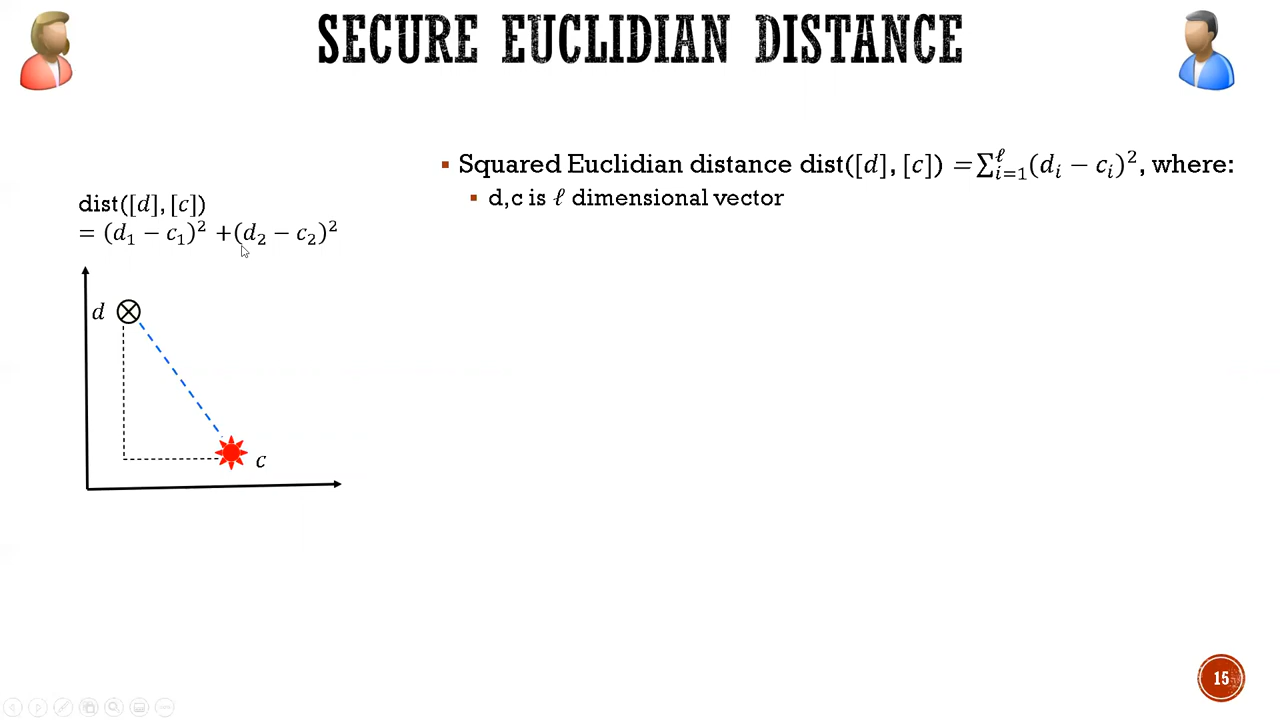 SECURE EUCLIDIAN DISTANCE
▪ Squared Euclidian distance dist([d], [c]) = ∑ᵢ₌₁^ℓ (dᵢ − cᵢ)², where:
▪ d,c is ℓ dimensional vector
dist([d], [c])
= (d₁ − c₁)² +(d₂ − c₂)²
d
c
15